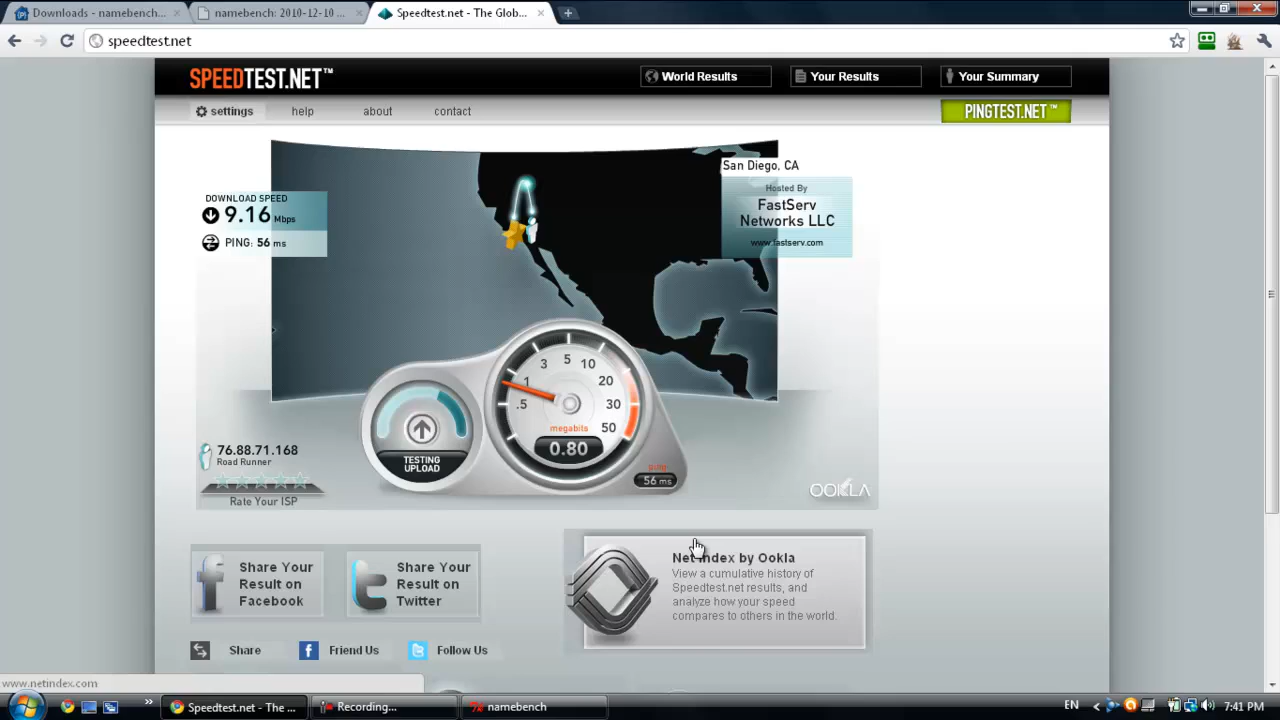 Downloads - namebench...
namebench: 2010-12-10 ...
Speedtest.net - The Glob...
speedtest.net
SPEEDTEST.NET™
World Results
Your Results
Your Summary
settings
help
about
contact
PINGTEST.NET™
San Diego, CA
Hosted By
FastServ
Networks LLC
www.fastserv.com
DOWNLOAD SPEED
9.16 Mbps
PING: 56 ms
.5
1
3
5
10
20
30
50
megabits
0.80
TESTING
UPLOAD
ping
56 ms
76.88.71.168
Road Runner
Rate Your ISP
OOKLA
Share Your
Result on
Facebook
Share Your
Result on
Twitter
Net Index by Ookla
View a cumulative history of
Speedtest.net results, and
analyze how your speed
compares to others in the world.
Share
Friend Us
Follow Us
www.netindex.com
Speedtest.net - The ...
Recording...
namebench
EN
7:41 PM